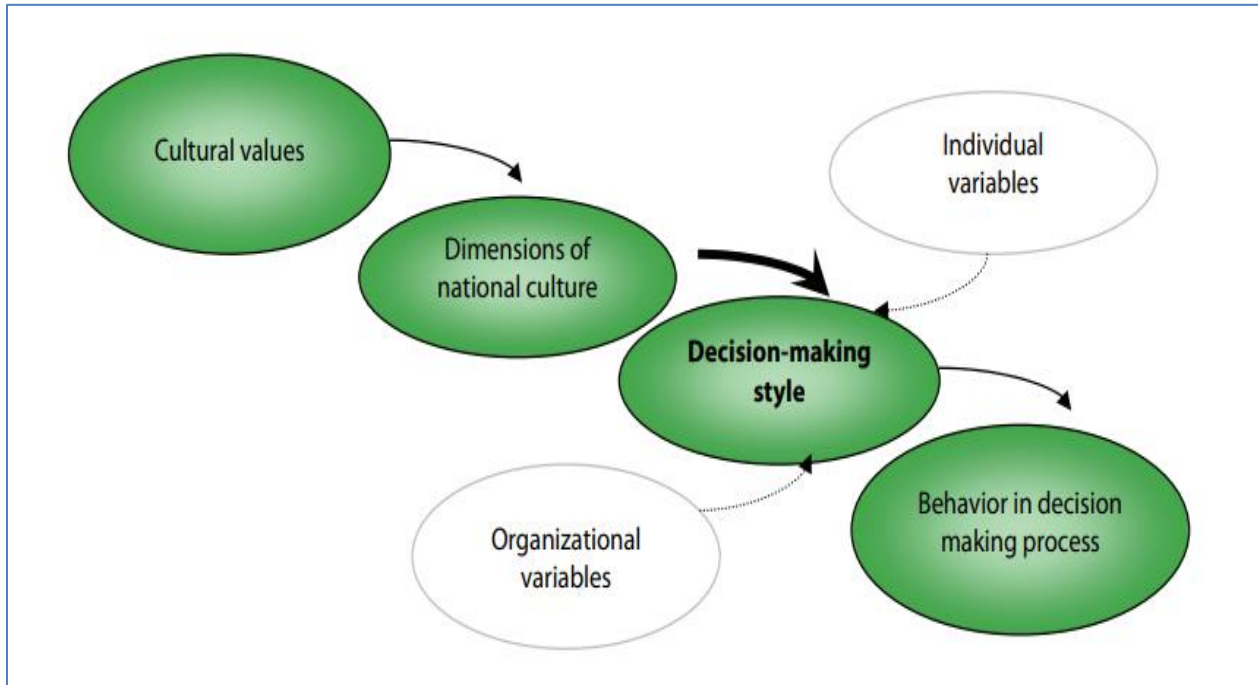 Cultural values
Individual
variables
Dimensions of
national culture
Decision-making
style
Organizational
variables
Behavior in decision
making process